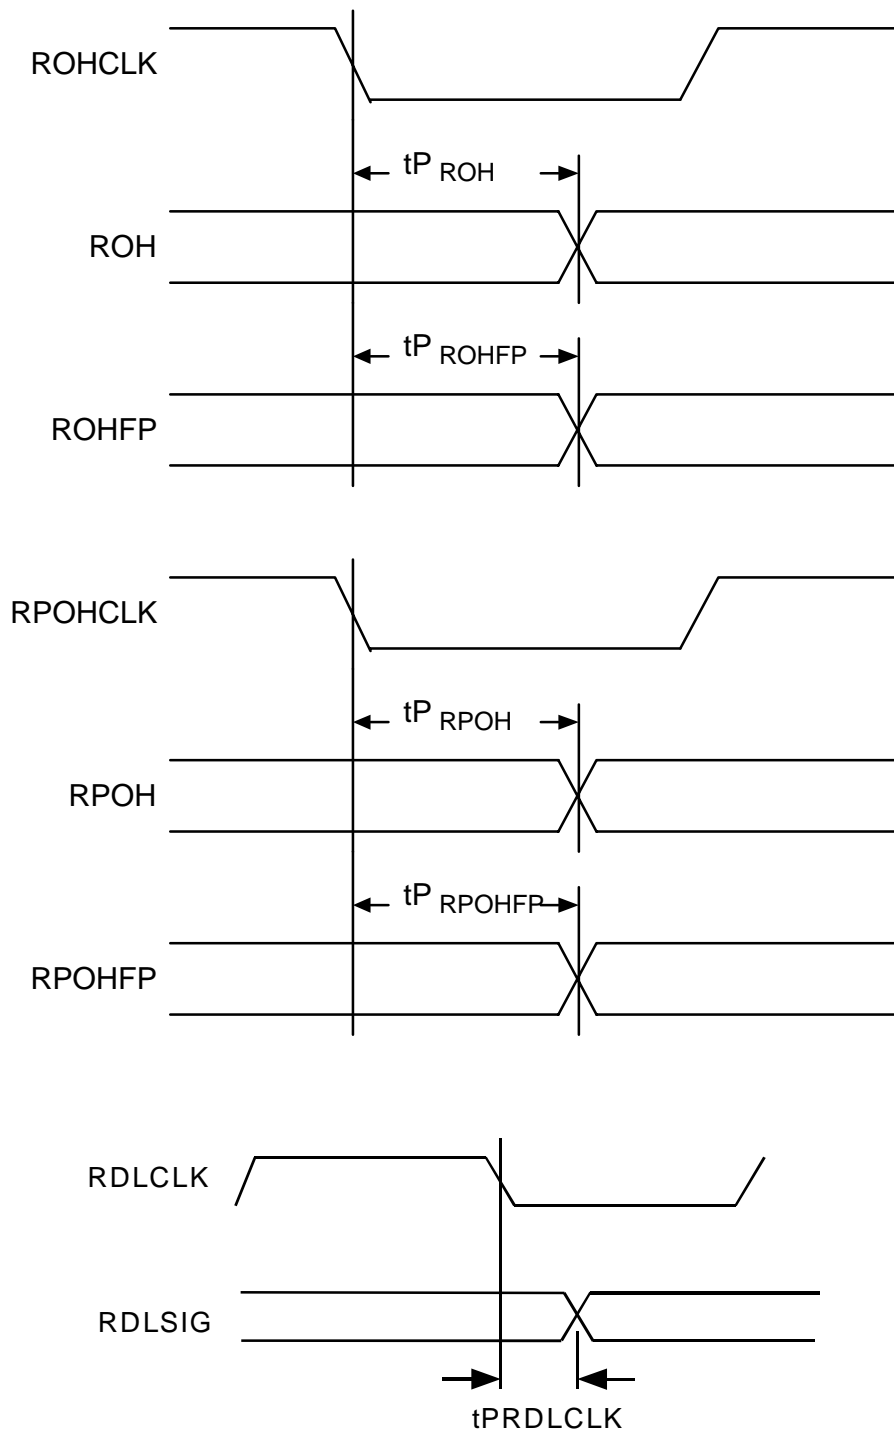 ROHCLK
tP ROH
ROH
tP ROHFP
ROHFP
RPOHCLK
tP RPOH
RPOH
tP RPOHFP
RPOHFP
RDLCLK
RDLSIG
tPRDLCLK